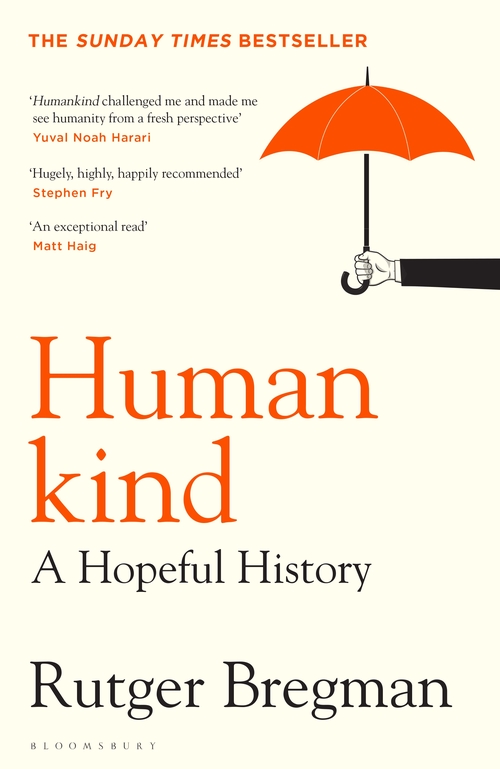 THE SUNDAY TIMES BESTSELLER
‘Humankind challenged me and made me
see humanity from a fresh perspective’
Yuval Noah Harari
‘Hugely, highly, happily recommended’
Stephen Fry
‘An exceptional read’
Matt Haig
Human
kind
A Hopeful History
Rutger Bregman
BLOOMSBURY